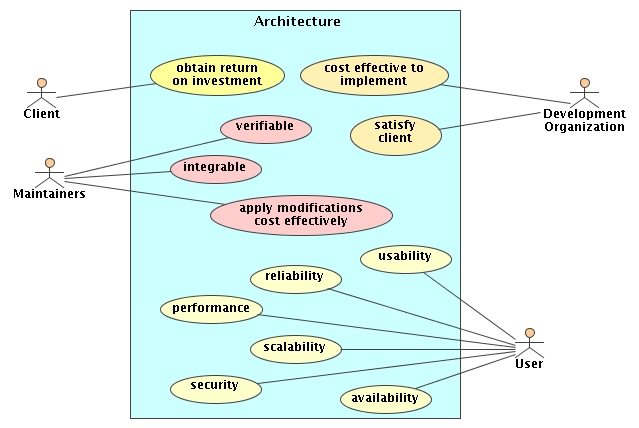 Architecture
obtain return
on investment
cost effective to
implement
Client
Development
Organization
verifiable
satisfy
client
integrable
Maintainers
apply modifications
cost effectively
usability
reliability
performance
scalability
User
security
availability